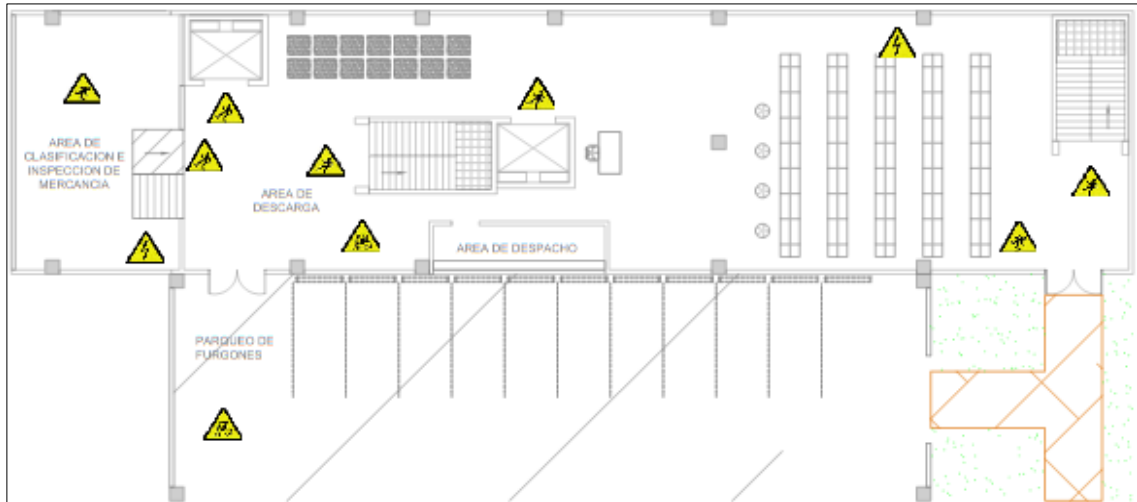 AREA DE
CLASIFICACION E
INSPECCION DE
MERCANCIA
AREA DE
DESCARGA
AREA DE DESPACHO
PARQUEO DE
FURGONES